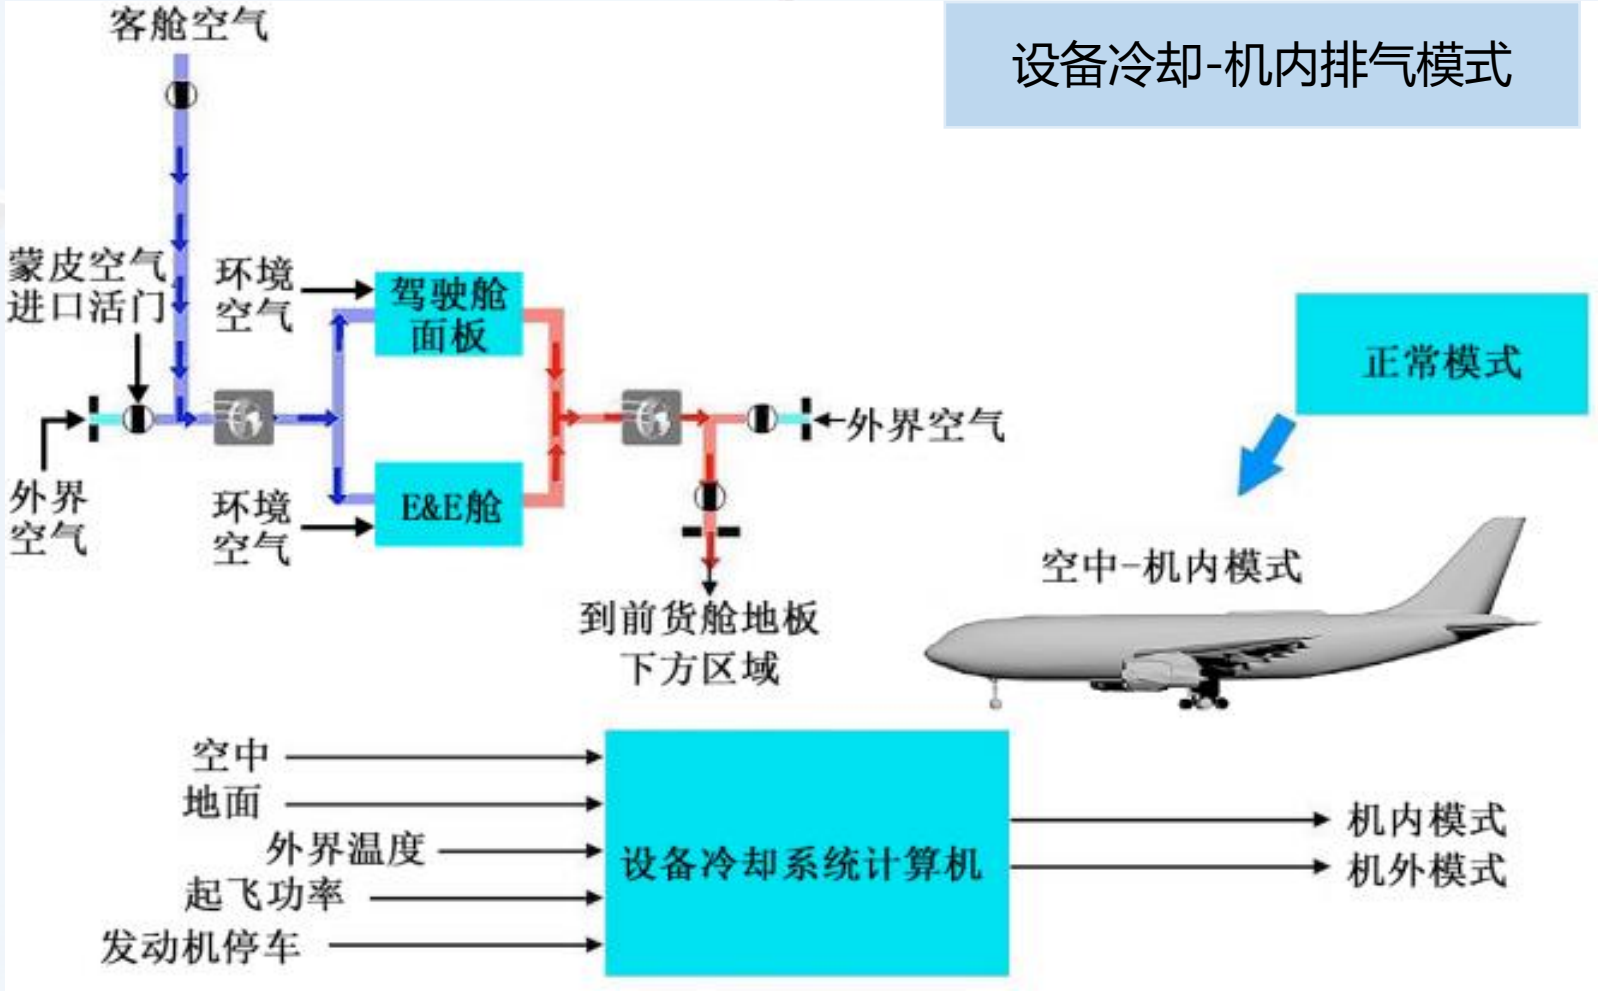 客舱空气
设备冷却-机内排气模式
蒙皮空气
进口活门
环境
空气
驾驶舱
面板
正常模式
外界空气
外界
空气
环境
空气
E&E舱
空中-机内模式
到前货舱地板
下方区域
空中
地面
外界温度
起飞功率
发动机停车
设备冷却系统计算机
机内模式
机外模式